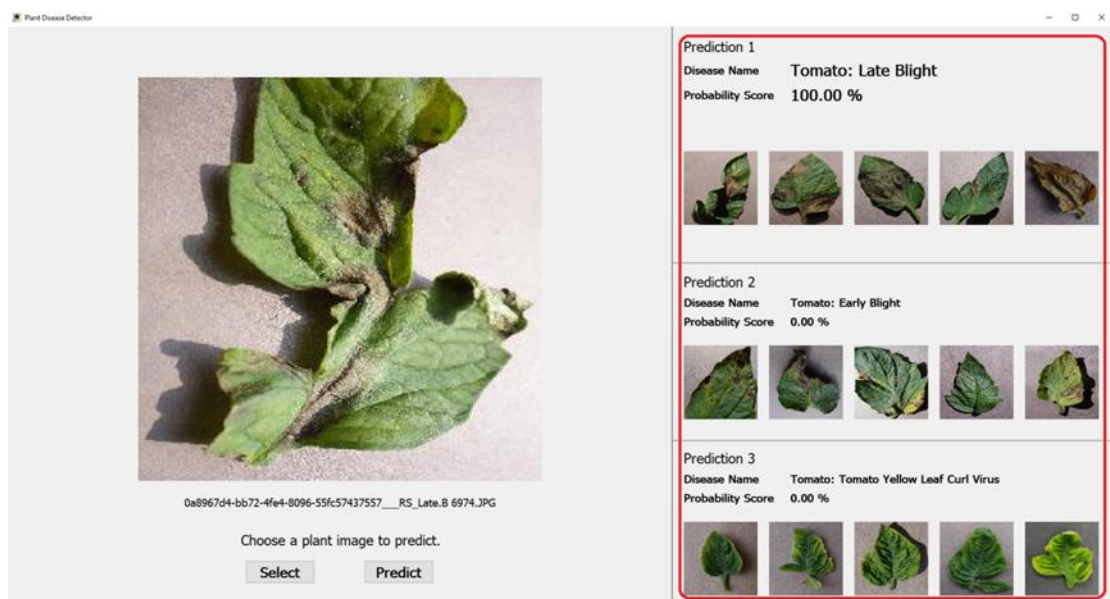 Plant Disease Detector
0a8967d4-bb72-4fe4-8096-55fc57437557___RS_Late.B 6974.JPG
Choose a plant image to predict.
Select Predict
Prediction 1
Disease Name Tomato: Late Blight
Probability Score 100.00 %
Prediction 2
Disease Name Tomato: Early Blight
Probability Score 0.00 %
Prediction 3
Disease Name Tomato: Tomato Yellow Leaf Curl Virus
Probability Score 0.00 %